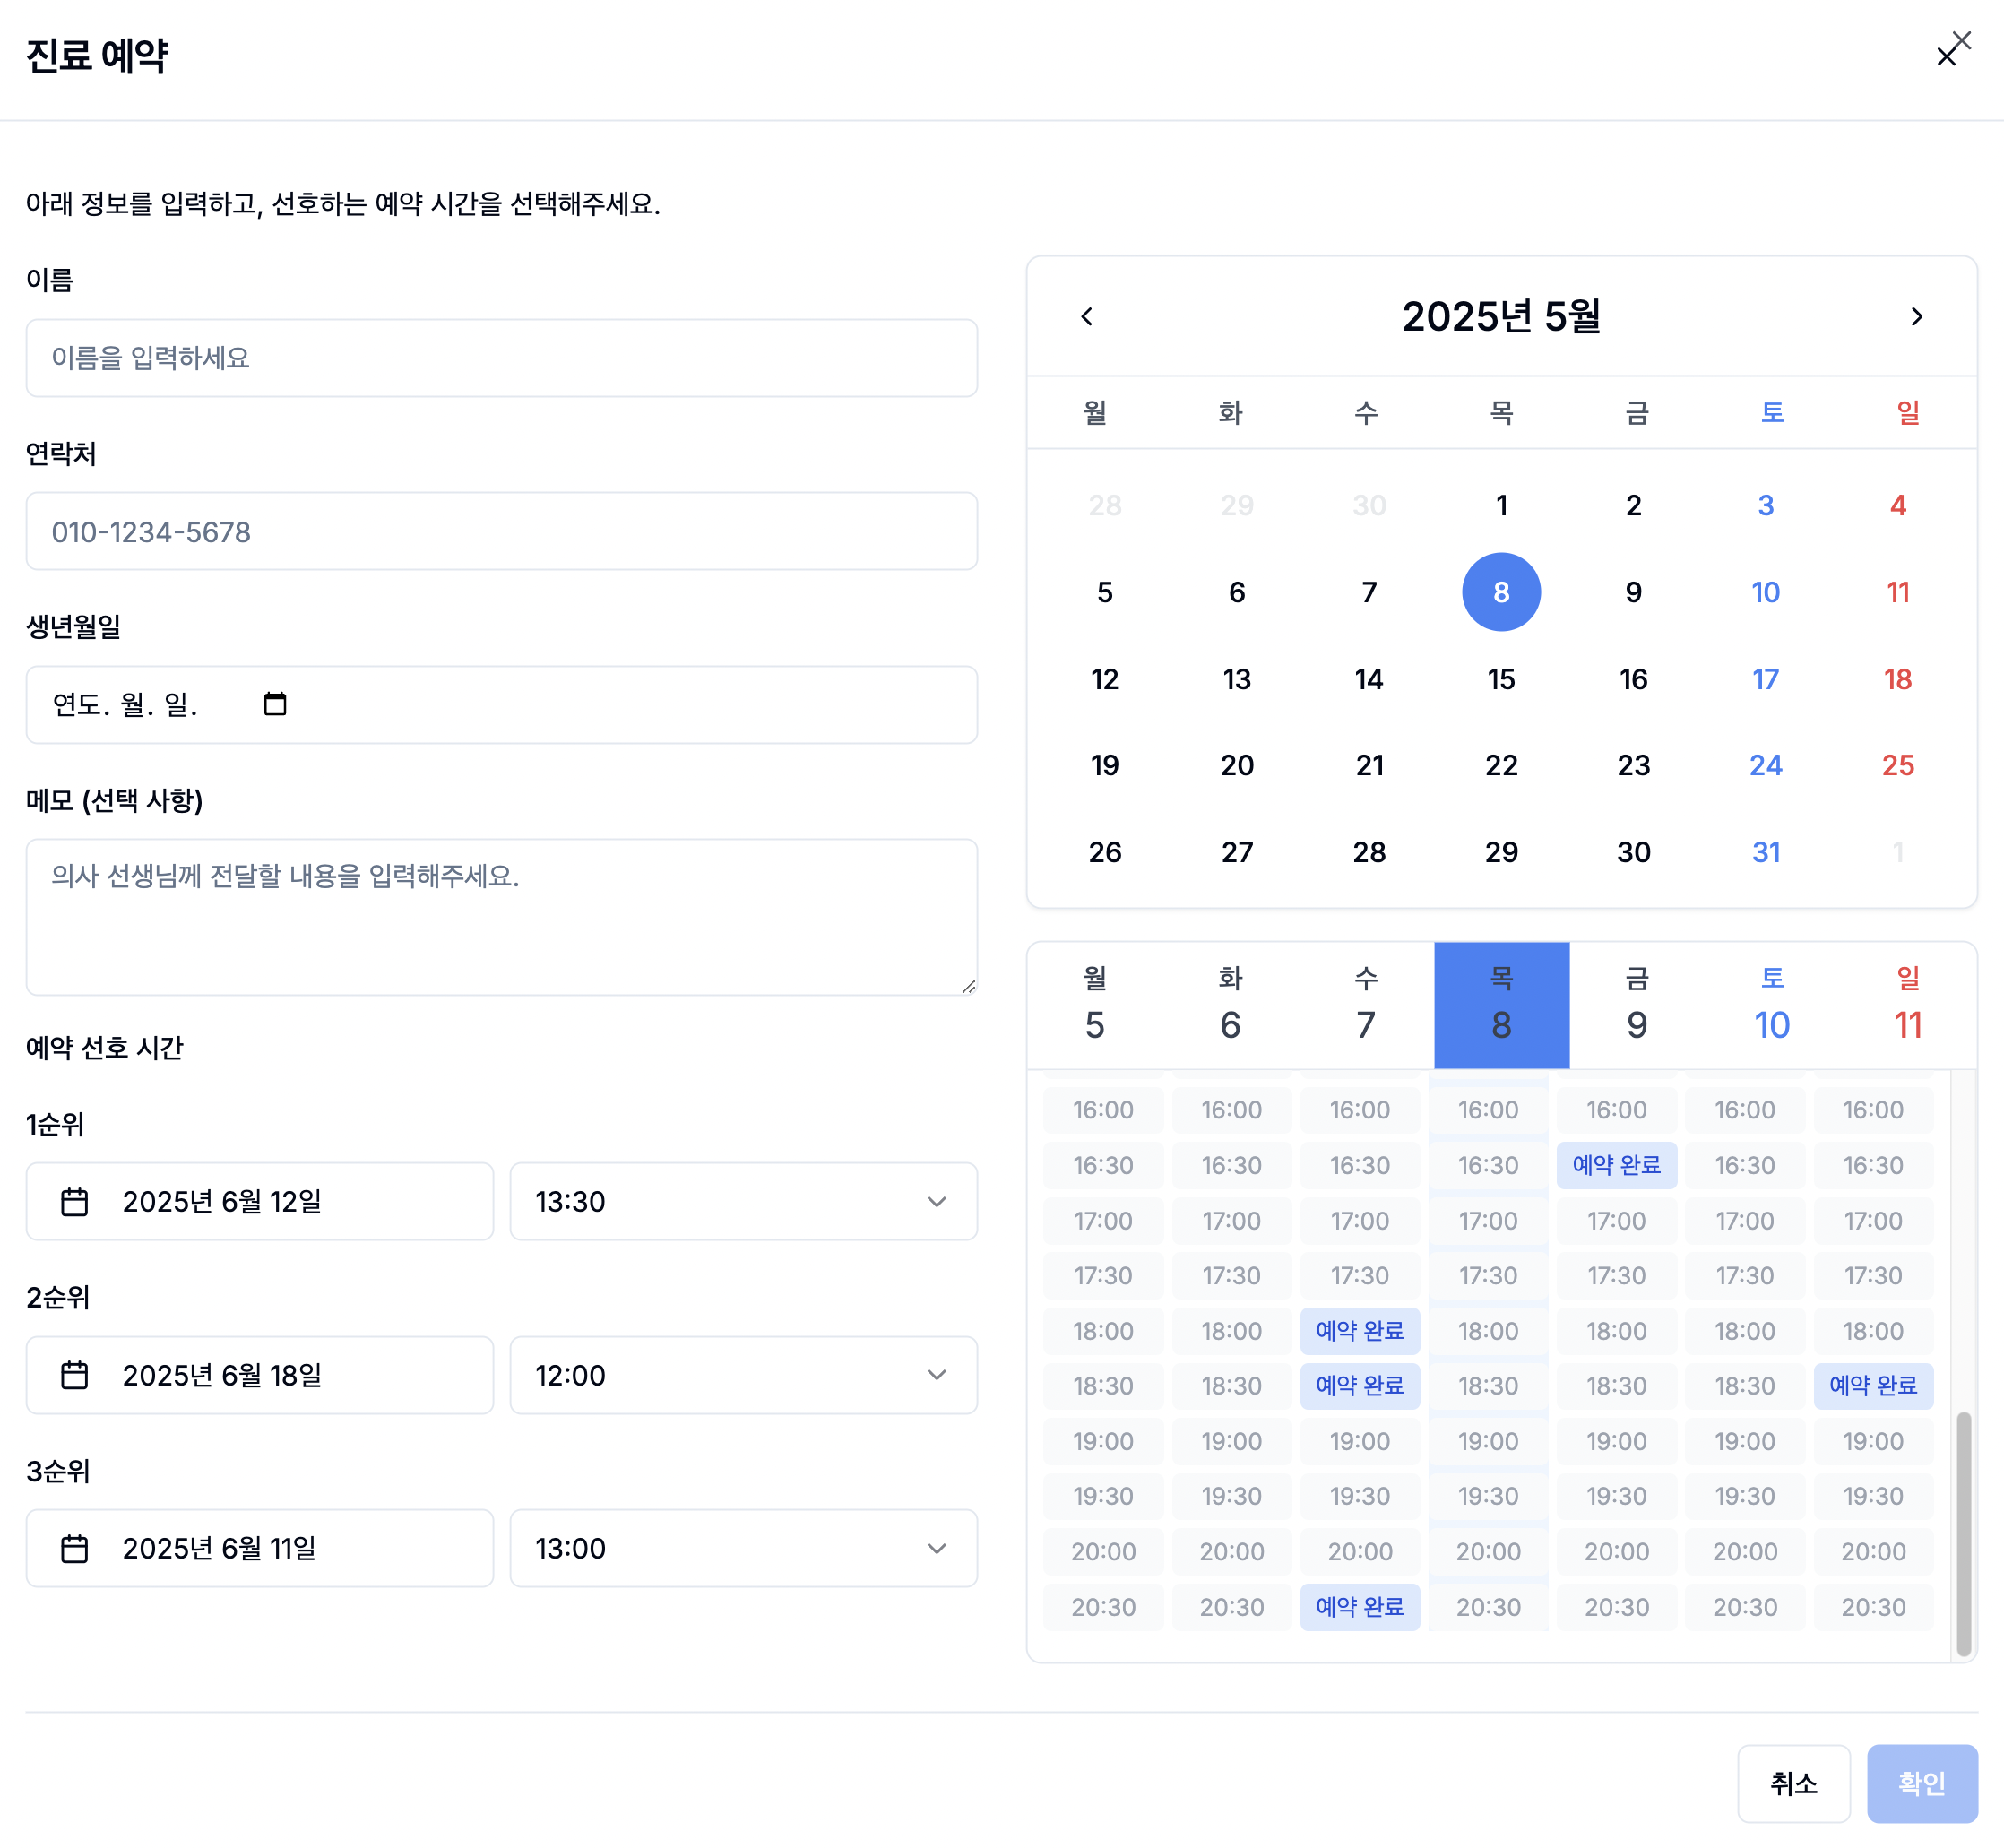 진료 예약
아래 정보를 입력하고, 선호하는 예약 시간을 선택해주세요.
이름
이름을 입력하세요
연락처
010-1234-5678
생년월일
연도. 월. 일.
메모 (선택 사항)
의사 선생님께 전달할 내용을 입력해주세요.
예약 선호 시간
1순위
2025년 6월 12일 13:30
2순위
2025년 6월 18일 12:00
3순위
2025년 6월 11일 13:00
2025년 5월
월 화 수 목 금 토 일
28 29 30 1 2 3 4
5 6 7 8 9 10 11
12 13 14 15 16 17 18
19 20 21 22 23 24 25
26 27 28 29 30 31 1
월 화 수 목 금 토 일
5 6 7 8 9 10 11
16:00 16:00 16:00 16:00 16:00 16:00 16:00
16:30 16:30 16:30 16:30 예약 완료 16:30 16:30
17:00 17:00 17:00 17:00 17:00 17:00 17:00
17:30 17:30 17:30 17:30 17:30 17:30 17:30
18:00 18:00 예약 완료 18:00 18:00 18:00 18:00
18:30 18:30 예약 완료 18:30 18:30 18:30 예약 완료
19:00 19:00 19:00 19:00 19:00 19:00 19:00
19:30 19:30 19:30 19:30 19:30 19:30 19:30
20:00 20:00 20:00 20:00 20:00 20:00 20:00
20:30 20:30 예약 완료 20:30 20:30 20:30 20:30
취소 확인